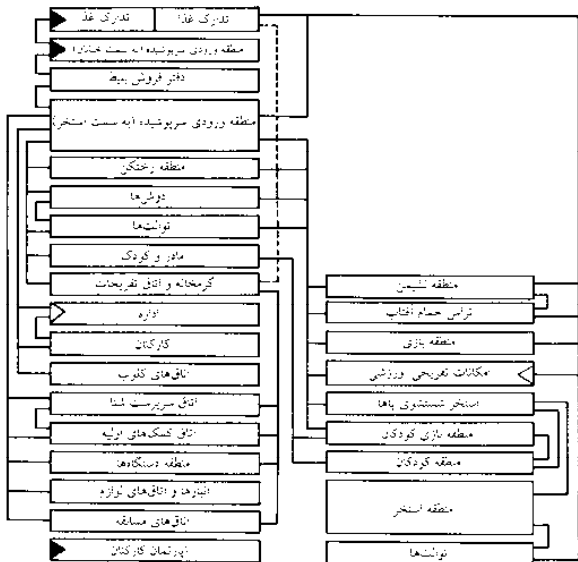 تدارک غذا
تدارک غذا
منطقه ورودی سرپوشیده (به سمت خیابان)
دفتر فروش بلیط
منطقه ورودی سرپوشیده (به سمت استخر)
منطقه رختکن
دوش‌ها
توالت‌ها
مادر و کودک
گرمخانه و اتاق تفریحات
اداره
کارکنان
اتاق‌های کلوب
اتاق سرپرست شنا
اتاق کمک‌های اولیه
منطقه دستگاه‌ها
انبارها و اتاق‌های لوازم
اتاق‌های مسابقه
آپارتمان کارکنان
منطقه نشیمن
تراس حمام آفتاب
منطقه بازی
امکانات تفریحی ورزشی
استخر شستشوی پاها
منطقه بازی کودکان
منطقه کودکان
منطقه استخر
توالت‌ها